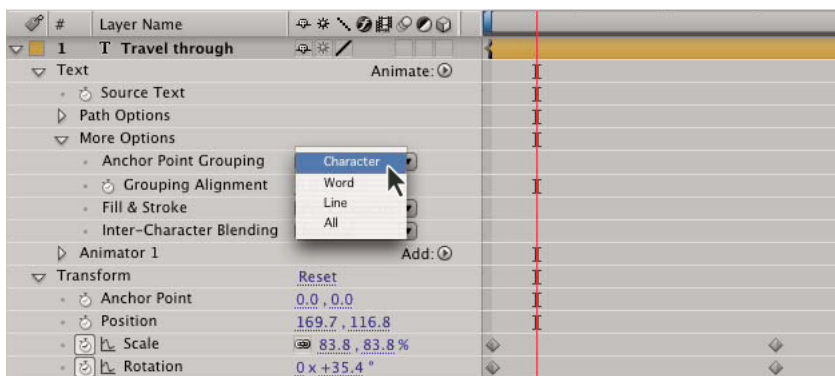 # Layer Name
1 T Travel through
Text Animate:
Source Text
Path Options
More Options
Anchor Point Grouping Character
Grouping Alignment Word
Fill & Stroke Line
Inter-Character Blending All
Animator 1 Add:
Transform Reset
Anchor Point 0.0 , 0.0
Position 169.7 , 116.8
Scale 83.8 , 83.8 %
Rotation 0 x +35.4 °